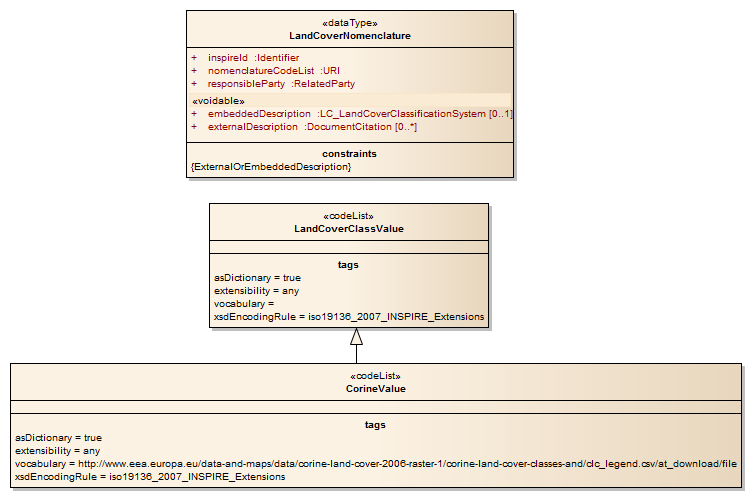 «dataType»
LandCoverNomenclature
+ inspireId :Identifier
+ nomenclatureCodeList :URI
+ responsibleParty :RelatedParty
«voidable»
+ embeddedDescription :LC_LandCoverClassificationSystem [0..1]
+ externalDescription :DocumentCitation [0..*]
constraints
{ExternalOrEmbeddedDescription}
«codeList»
LandCoverClassValue
tags
asDictionary = true
extensibility = any
vocabulary =
xsdEncodingRule = iso19136_2007_INSPIRE_Extensions
«codeList»
CorineValue
tags
asDictionary = true
extensibility = any
vocabulary = http://www.eea.europa.eu/data-and-maps/data/corine-land-cover-2006-raster-1/corine-land-cover-classes-and/clc_legend.csv/at_download/file
xsdEncodingRule = iso19136_2007_INSPIRE_Extensions